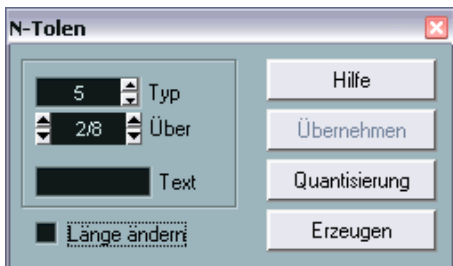 N-Tolen
5 Typ
2/8 Über
Text
Länge ändern
Hilfe
Übernehmen
Quantisierung
Erzeugen